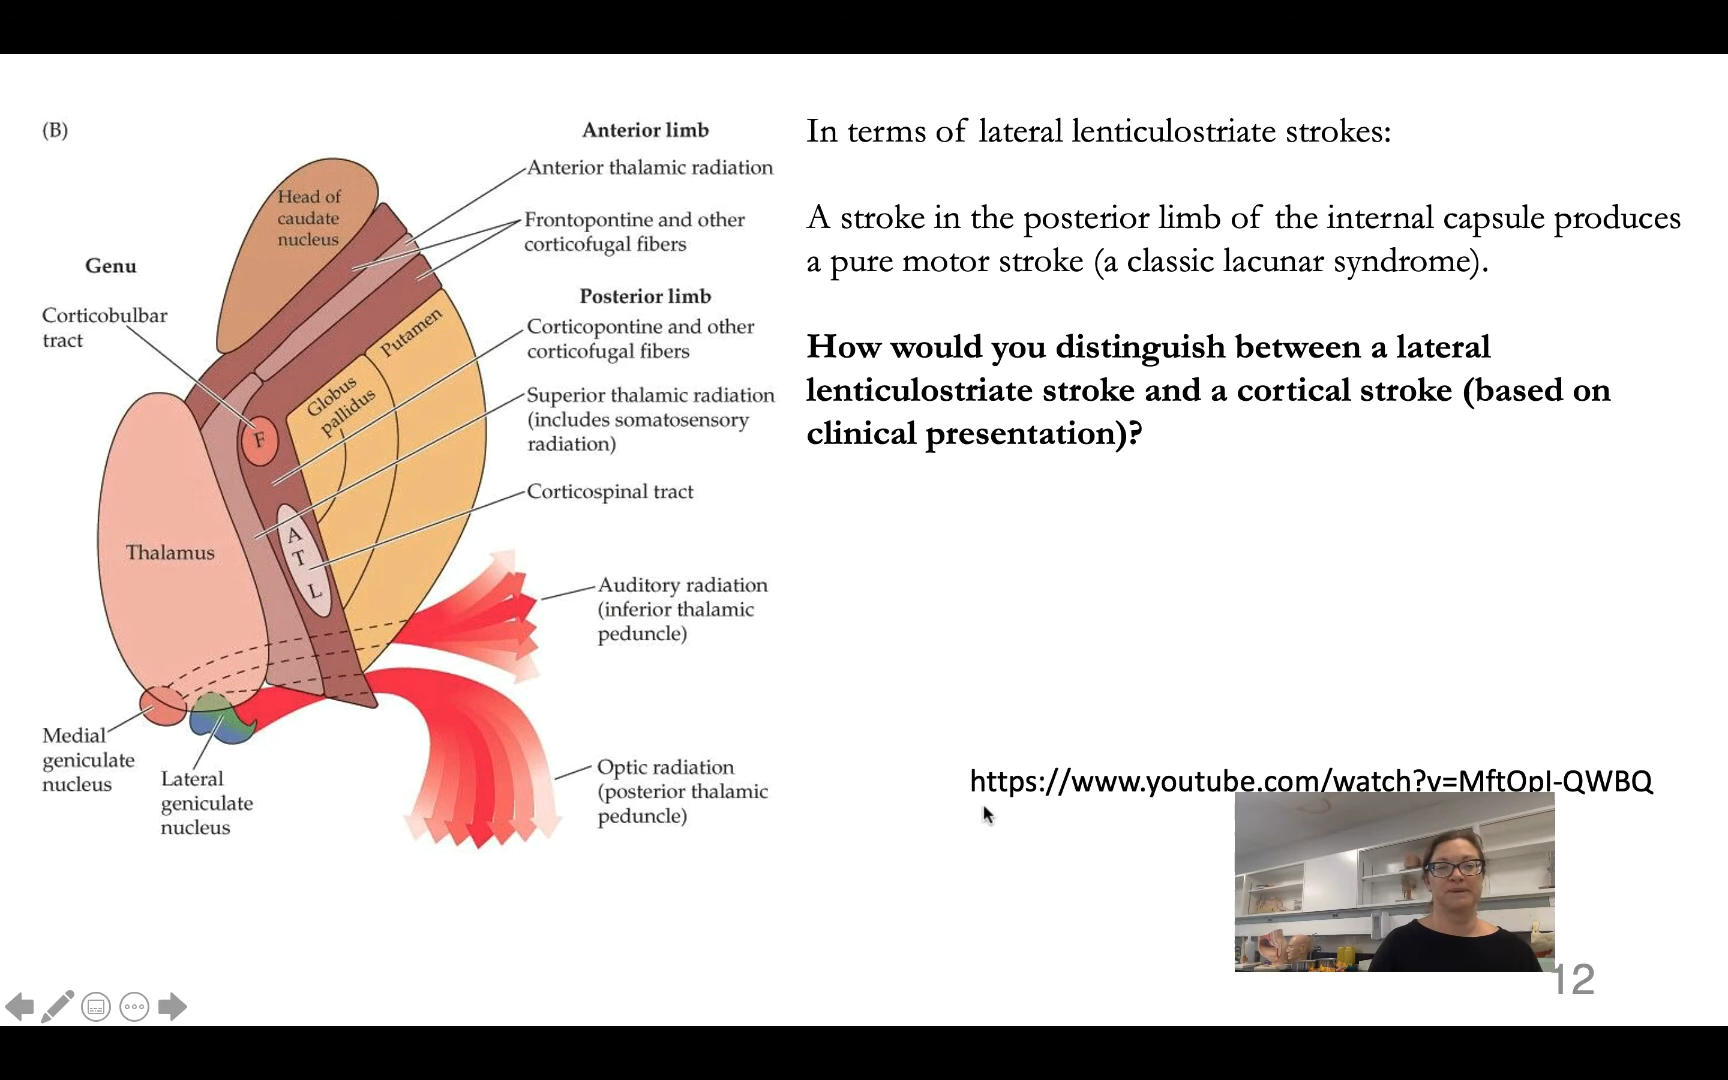 (B)
Anterior limb
Anterior thalamic radiation
Frontopontine and other
corticofugal fibers
Head of
caudate
nucleus
Genu
Corticobulbar
tract
Posterior limb
Corticopontine and other
corticofugal fibers
Putamen
Globus
pallidus
Superior thalamic radiation
(includes somatosensory
radiation)
F
Corticospinal tract
A
T
L
Thalamus
Auditory radiation
(inferior thalamic
peduncle)
Medial
geniculate
nucleus
Lateral
geniculate
nucleus
Optic radiation
(posterior thalamic
peduncle)
In terms of lateral lenticulostriate strokes:
A stroke in the posterior limb of the internal capsule produces
a pure motor stroke (a classic lacunar syndrome).
How would you distinguish between a lateral
lenticulostriate stroke and a cortical stroke (based on
clinical presentation)?
https://www.youtube.com/watch?v=MftOpI-QWBQ
12